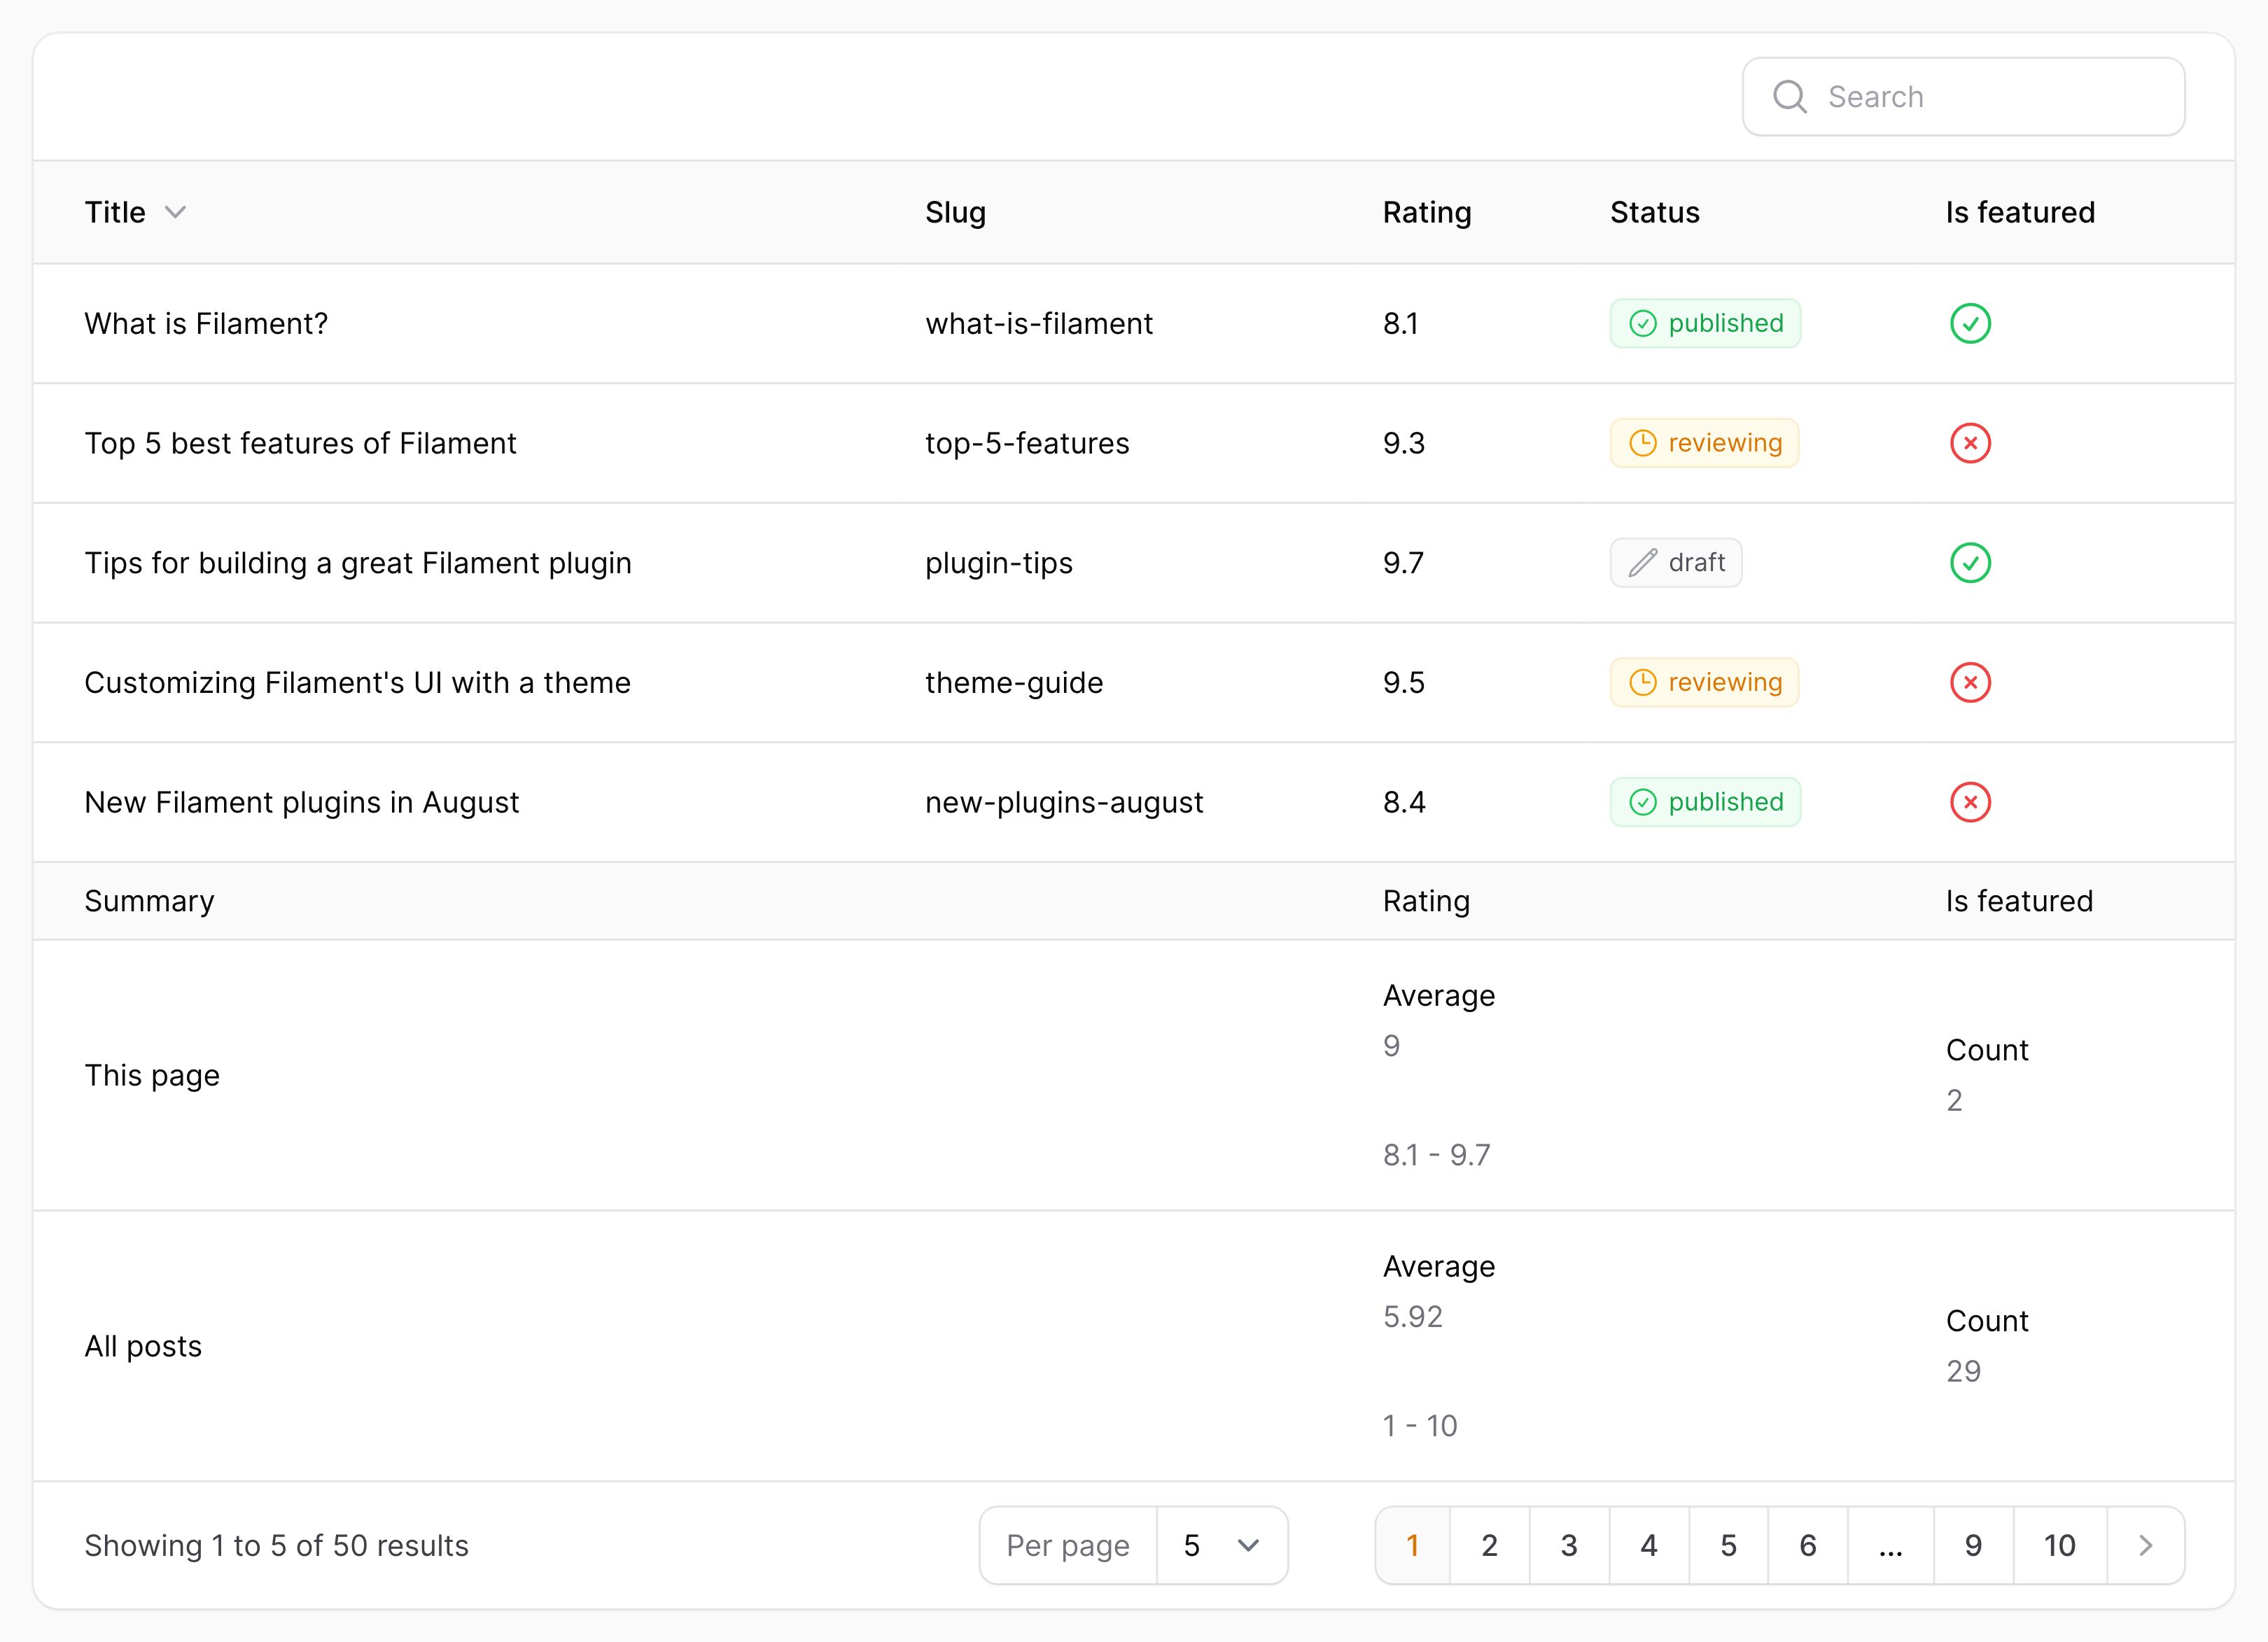 Search
Title Slug Rating Status Is featured
What is Filament? what-is-filament 8.1 published
Top 5 best features of Filament top-5-features 9.3 reviewing
Tips for building a great Filament plugin plugin-tips 9.7 draft
Customizing Filament's UI with a theme theme-guide 9.5 reviewing
New Filament plugins in August new-plugins-august 8.4 published
Summary Rating Is featured
Average
9
Count
This page
2
8.1 - 9.7
Average
5.92
Count
All posts
29
1 - 10
Showing 1 to 5 of 50 results Per page 5 1 2 3 4 5 6 ... 9 10